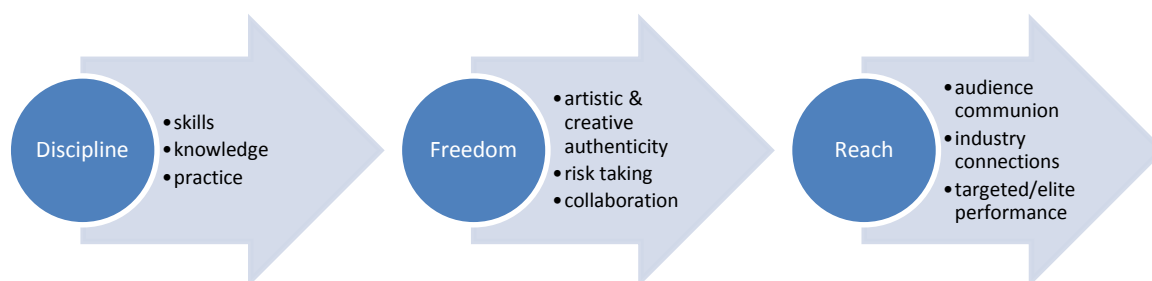 Discipline
•skills
•knowledge
•practice
Freedom
•artistic &
creative
authenticity
•risk taking
•collaboration
Reach
•audience
communion
•industry
connections
•targeted/elite
performance